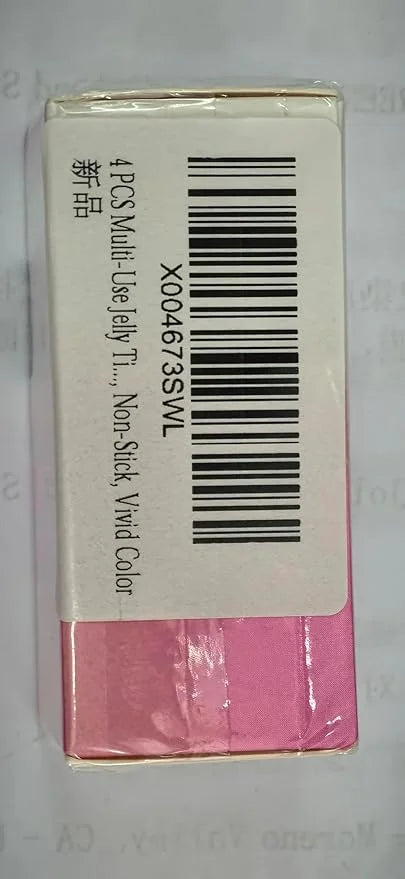 X004673SWL
4 PCS Multi-Use Jelly Ti..., Non-Stick, Vivid Color
新品